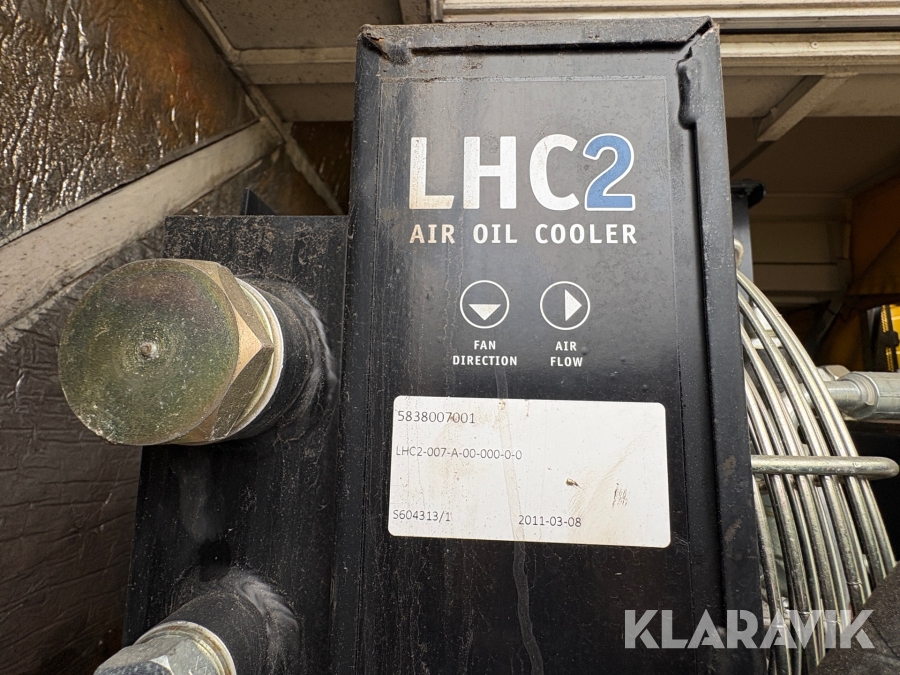 LHC2
AIR OIL COOLER
FAN DIRECTION
AIR FLOW
5838007001
LHC2-007-A-00-000-0-0
S604313/1 2011-03-08
KLARAVIK